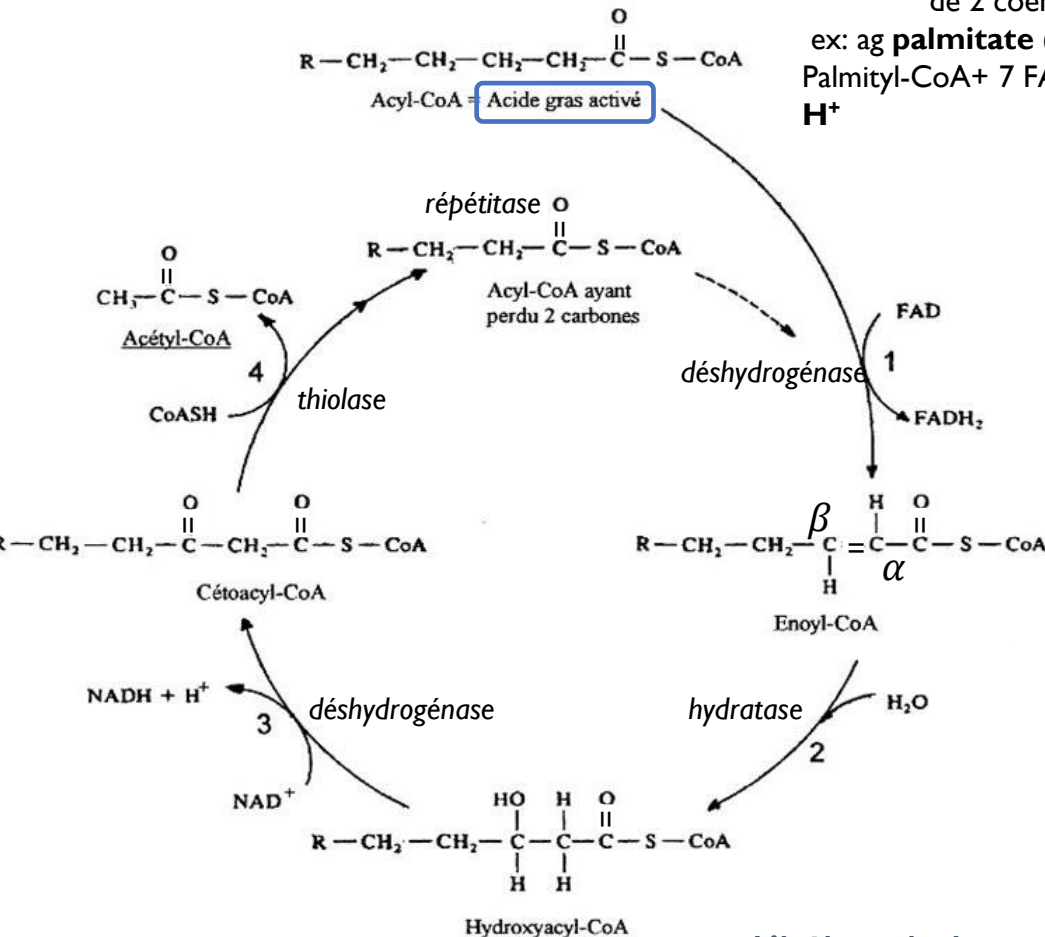 de 2 coen
ex: ag palmitate (
Palmityl-CoA+ 7 FA
H⁺
O
||
R—CH₂—CH₂—CH₂—CH₂—C—S—CoA
Acyl-CoA = Acide gras activé
répétitase
O
||
R—CH₂—CH₂—C—S—CoA
Acyl-CoA ayant
perdu 2 carbones
O
||
CH₃—C—S—CoA
Acétyl-CoA
4
thiolase
CoASH
FAD
déshydrogénase
1
FADH₂
O O
|| ||
R—CH₂—CH₂—C—CH₂—C—S—CoA
Cétoacyl-CoA
β H O
R—CH₂—CH₂—C=C—C—S—CoA
H α
Enoyl-CoA
NADH + H⁺
déshydrogénase
3
NAD⁺
hydratase
H₂O
2
HO H O
R—CH₂—CH₂—C—C—C—S—CoA
H H
Hydroxyacyl-CoA